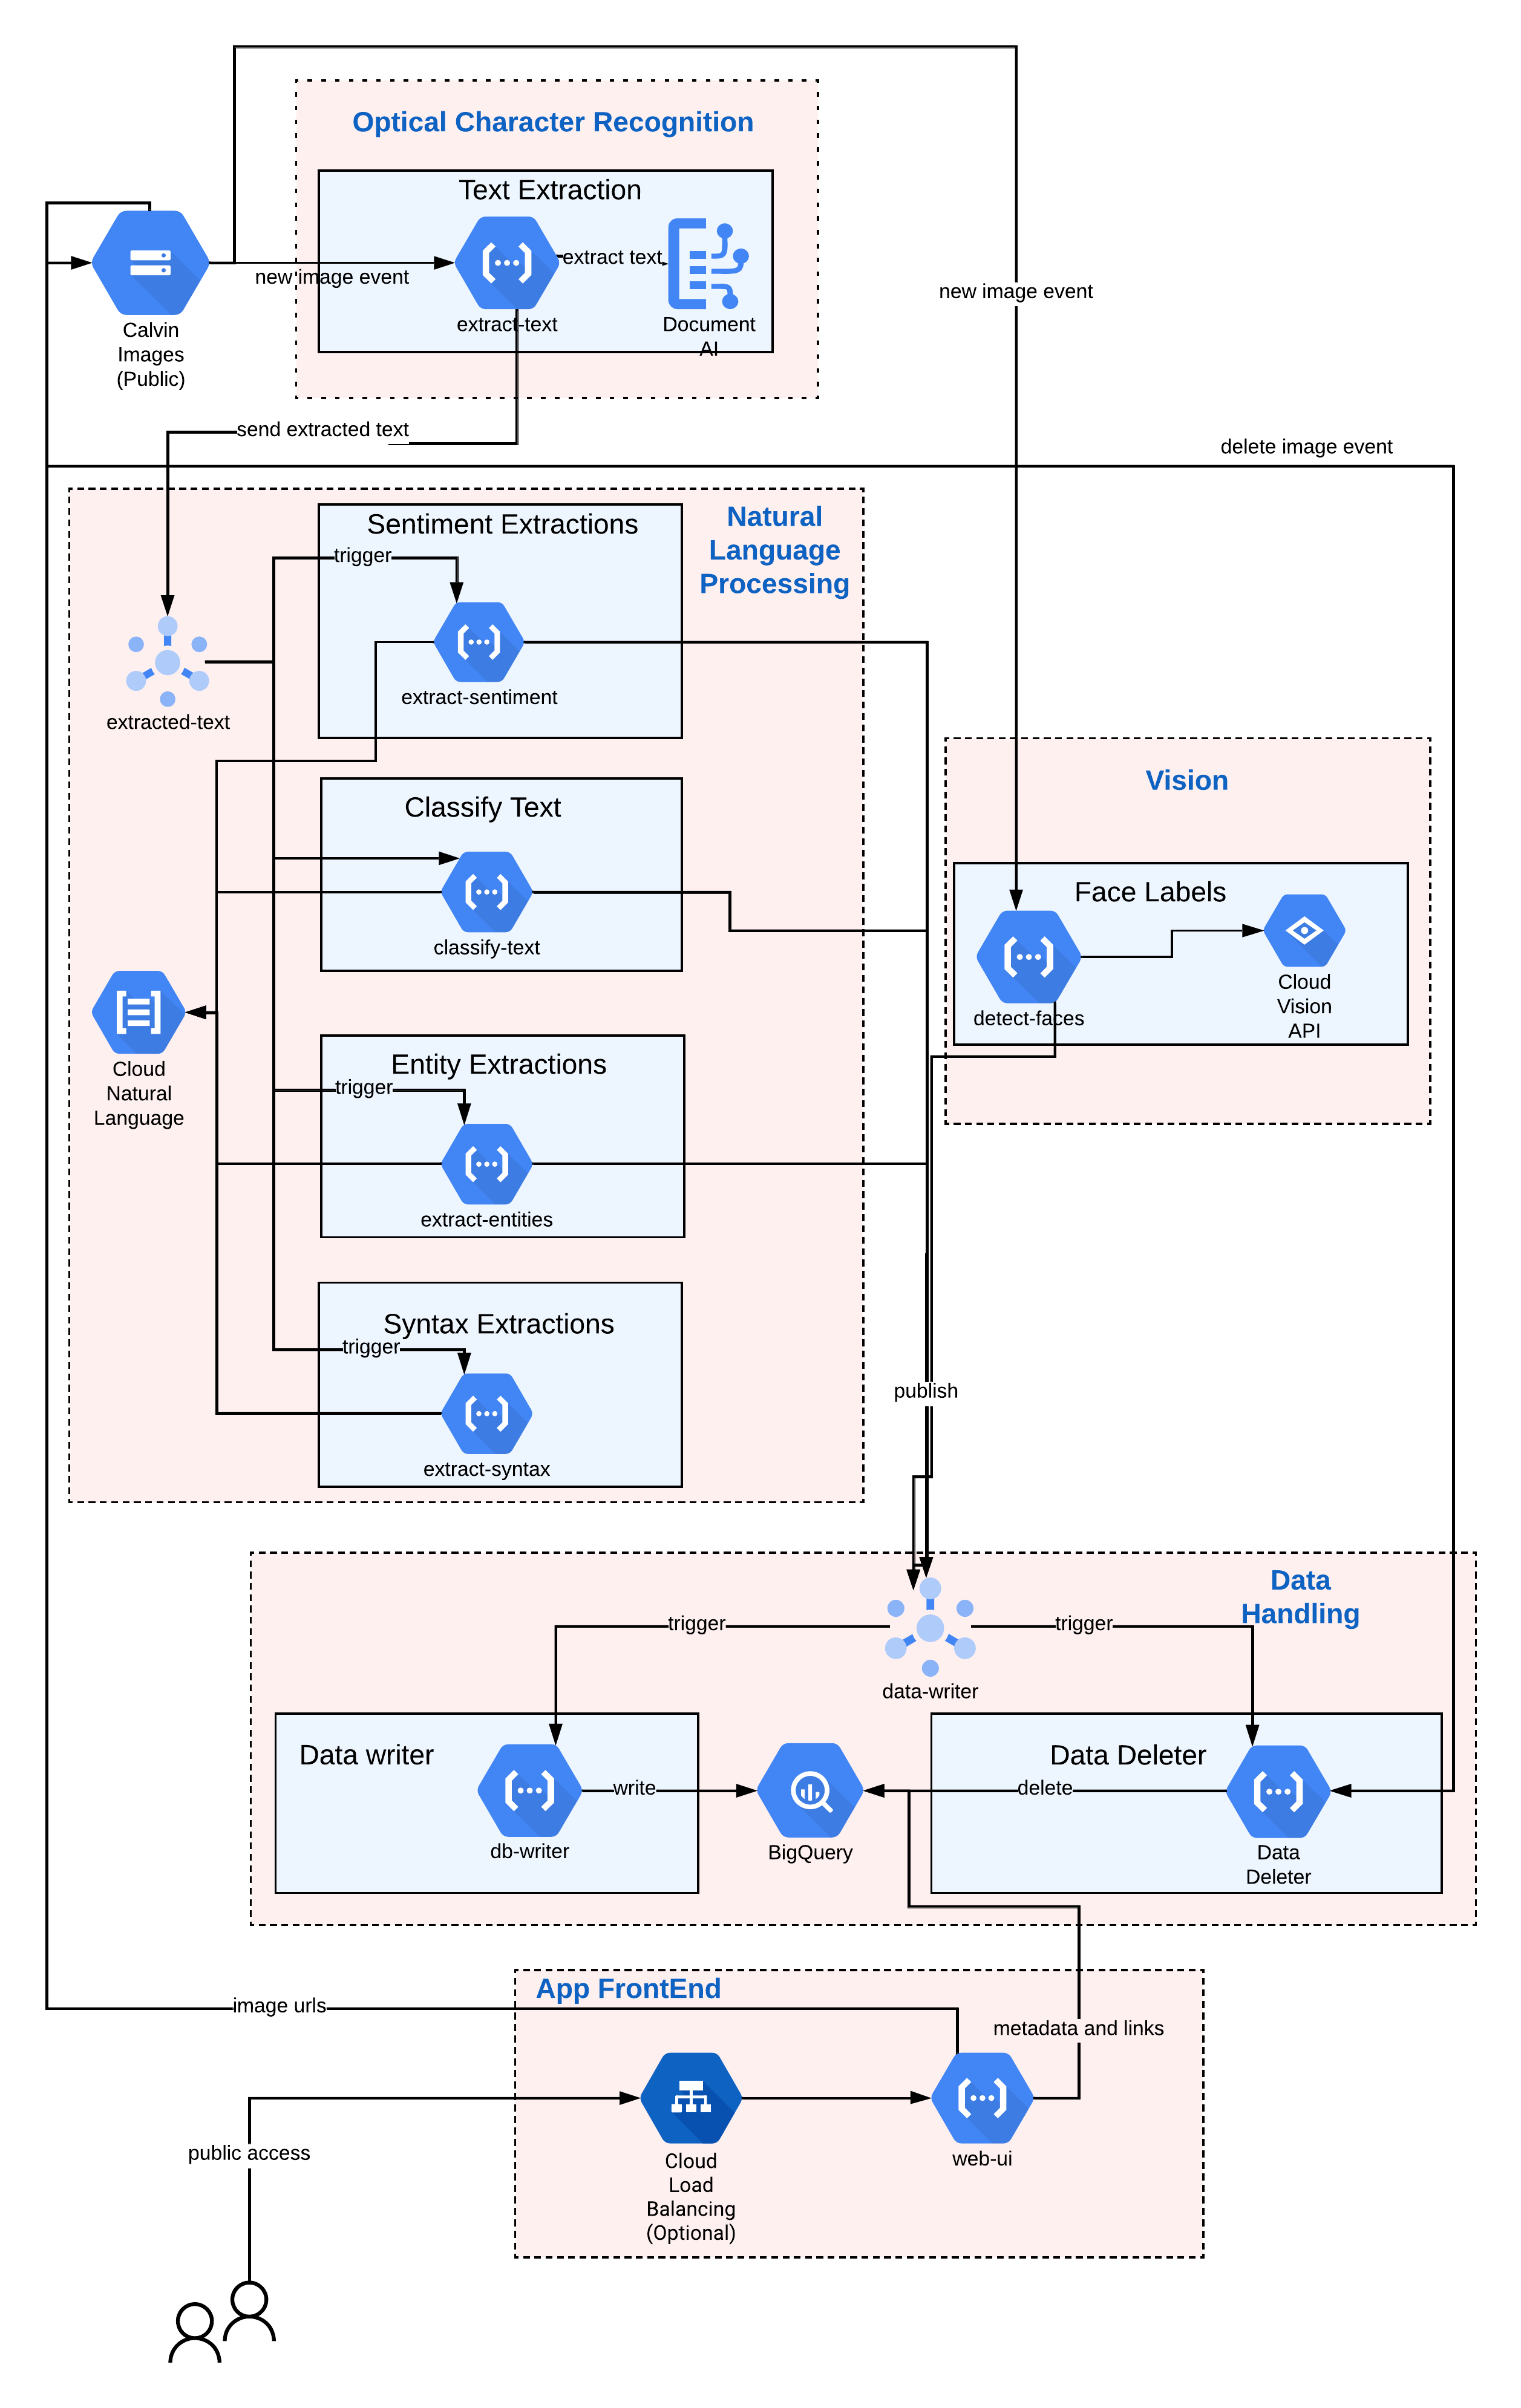 Optical Character Recognition
Text Extraction
extract text
new image event
extract-text
Document
AI
Calvin
Images
(Public)
new image event
send extracted text
delete image event
Natural
Language
Processing
Sentiment Extractions
trigger
extract-sentiment
extracted-text
Classify Text
classify-text
Vision
Face Labels
detect-faces
Cloud
Vision
API
Cloud
Natural
Language
Entity Extractions
trigger
extract-entities
Syntax Extractions
trigger
extract-syntax
publish
Data
Handling
trigger
trigger
data-writer
Data writer
write
db-writer
BigQuery
Data Deleter
delete
Data
Deleter
App FrontEnd
image urls
metadata and links
public access
Cloud
Load
Balancing
(Optional)
web-ui